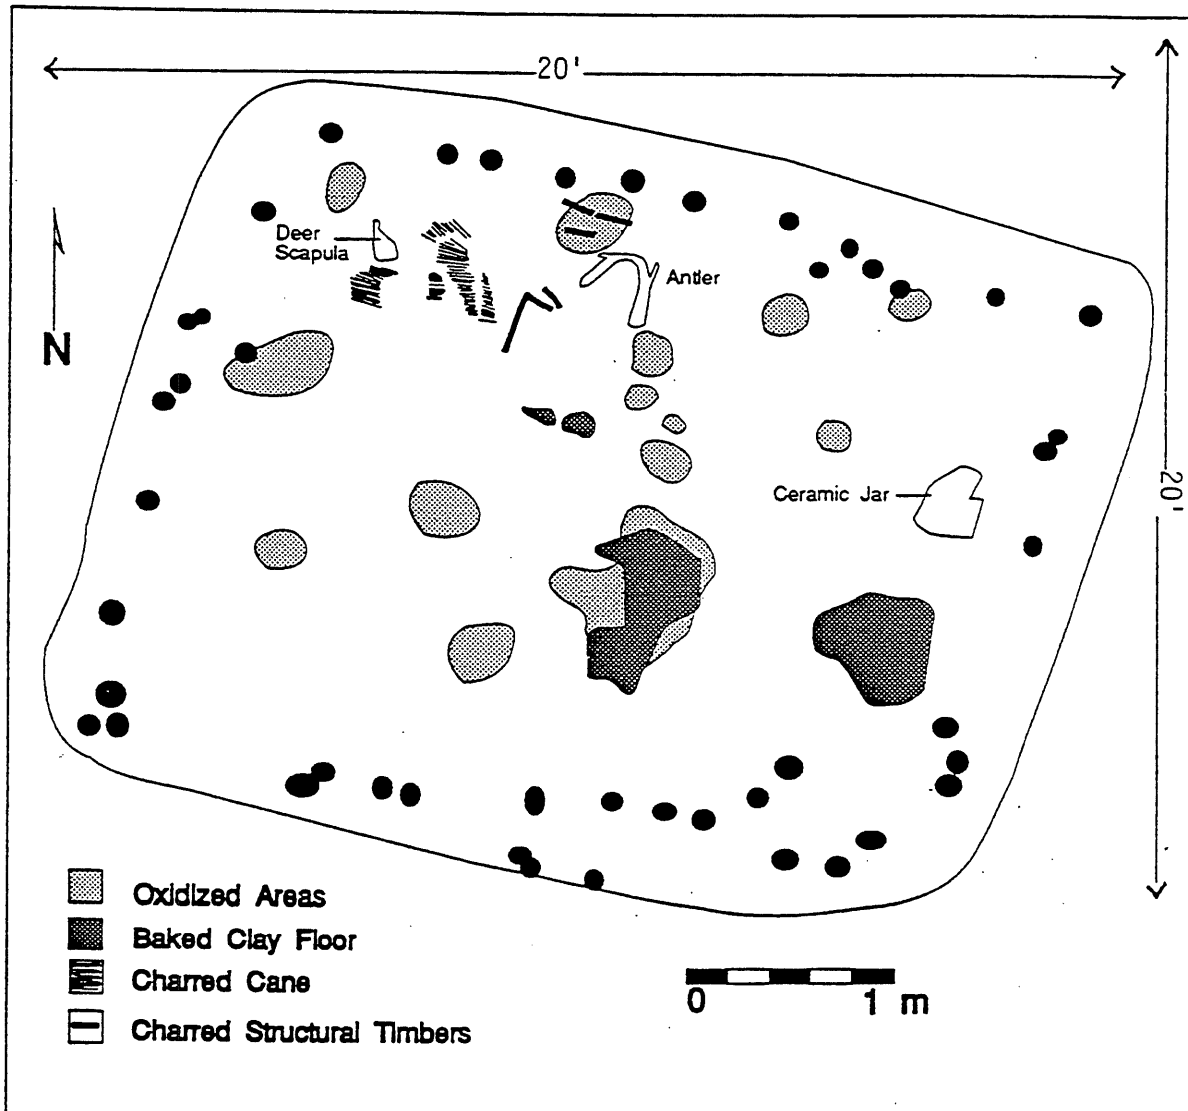 20'
Deer
Scapula
Antler
N
Ceramic Jar
20'
Oxidized Areas
Baked Clay Floor
Charred Cane
Charred Structural Timbers
0 1 m